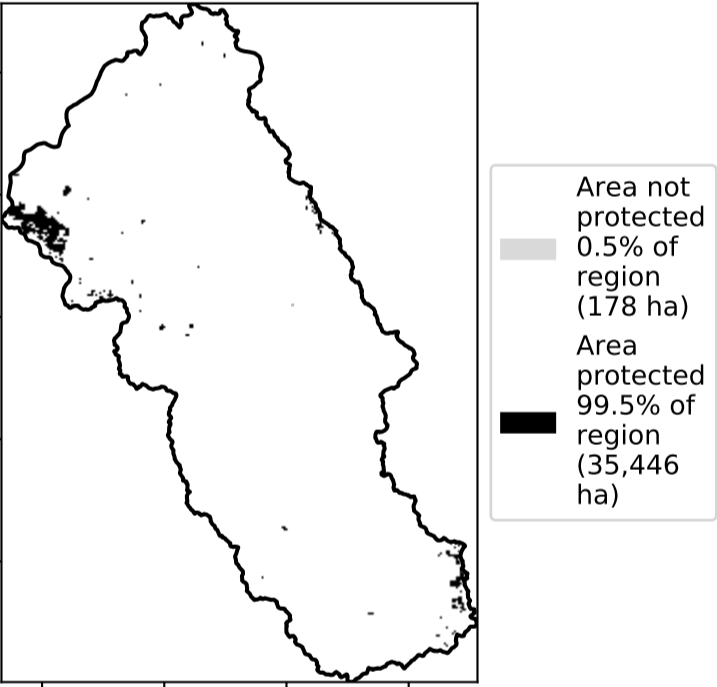 Area not
protected
0.5% of
region
(178 ha)
Area
protected
99.5% of
region
(35,446
ha)